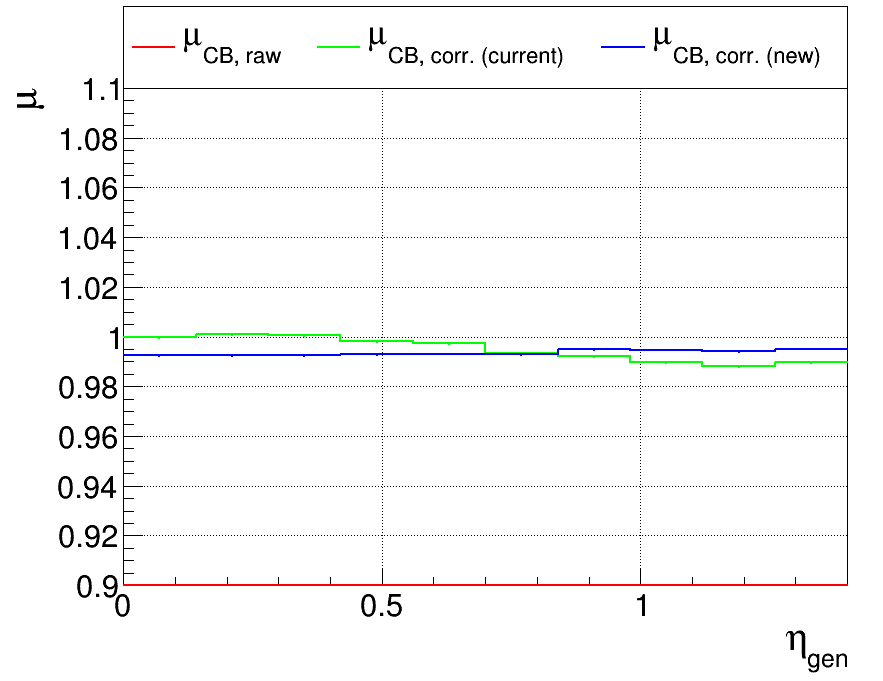 μCB, raw μCB, corr. (current) μCB, corr. (new)
μ
1.1
1.08
1.06
1.04
1.02
1
0.98
0.96
0.94
0.92
0.9
0 0.5 1
ηgen